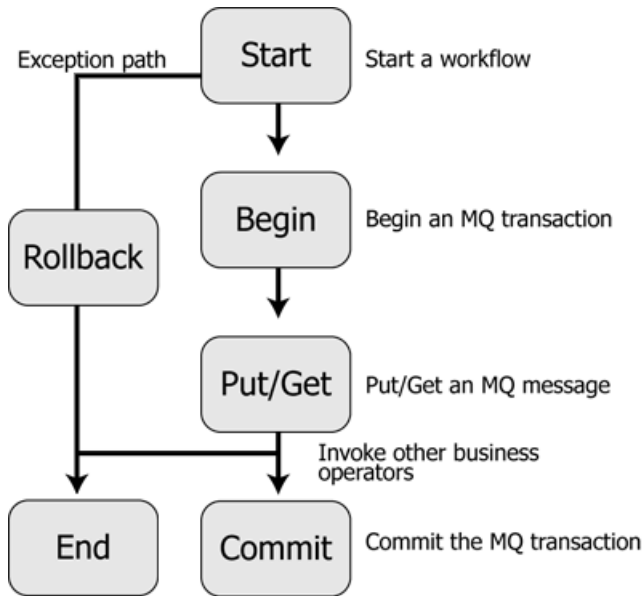 Start
Exception path
Start a workflow
Begin
Begin an MQ transaction
Rollback
Put/Get
Put/Get an MQ message
Invoke other business
operators
End
Commit
Commit the MQ transaction